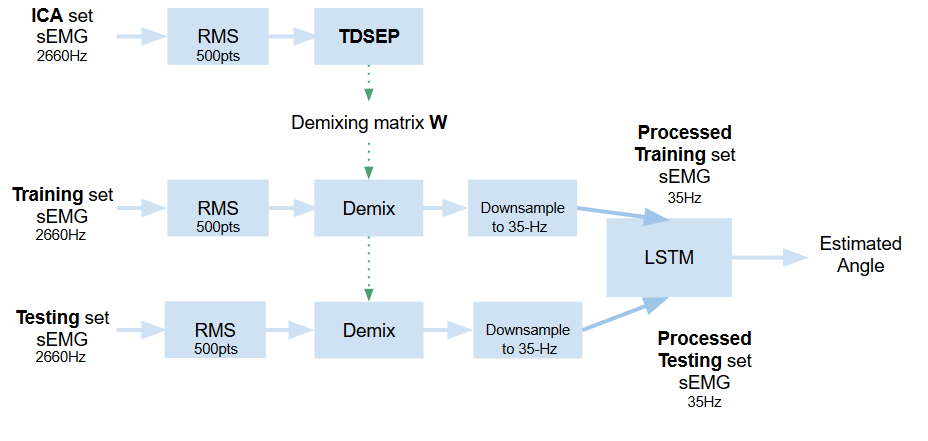 ICA set
sEMG
2660Hz
RMS
500pts
TDSEP
Demixing matrix W
Training set
sEMG
2660Hz
RMS
500pts
Demix
Downsample
to 35-Hz
Processed
Training set
sEMG
35Hz
LSTM
Estimated
Angle
Testing set
sEMG
2660Hz
RMS
500pts
Demix
Downsample
to 35-Hz
Processed
Testing set
sEMG
35Hz